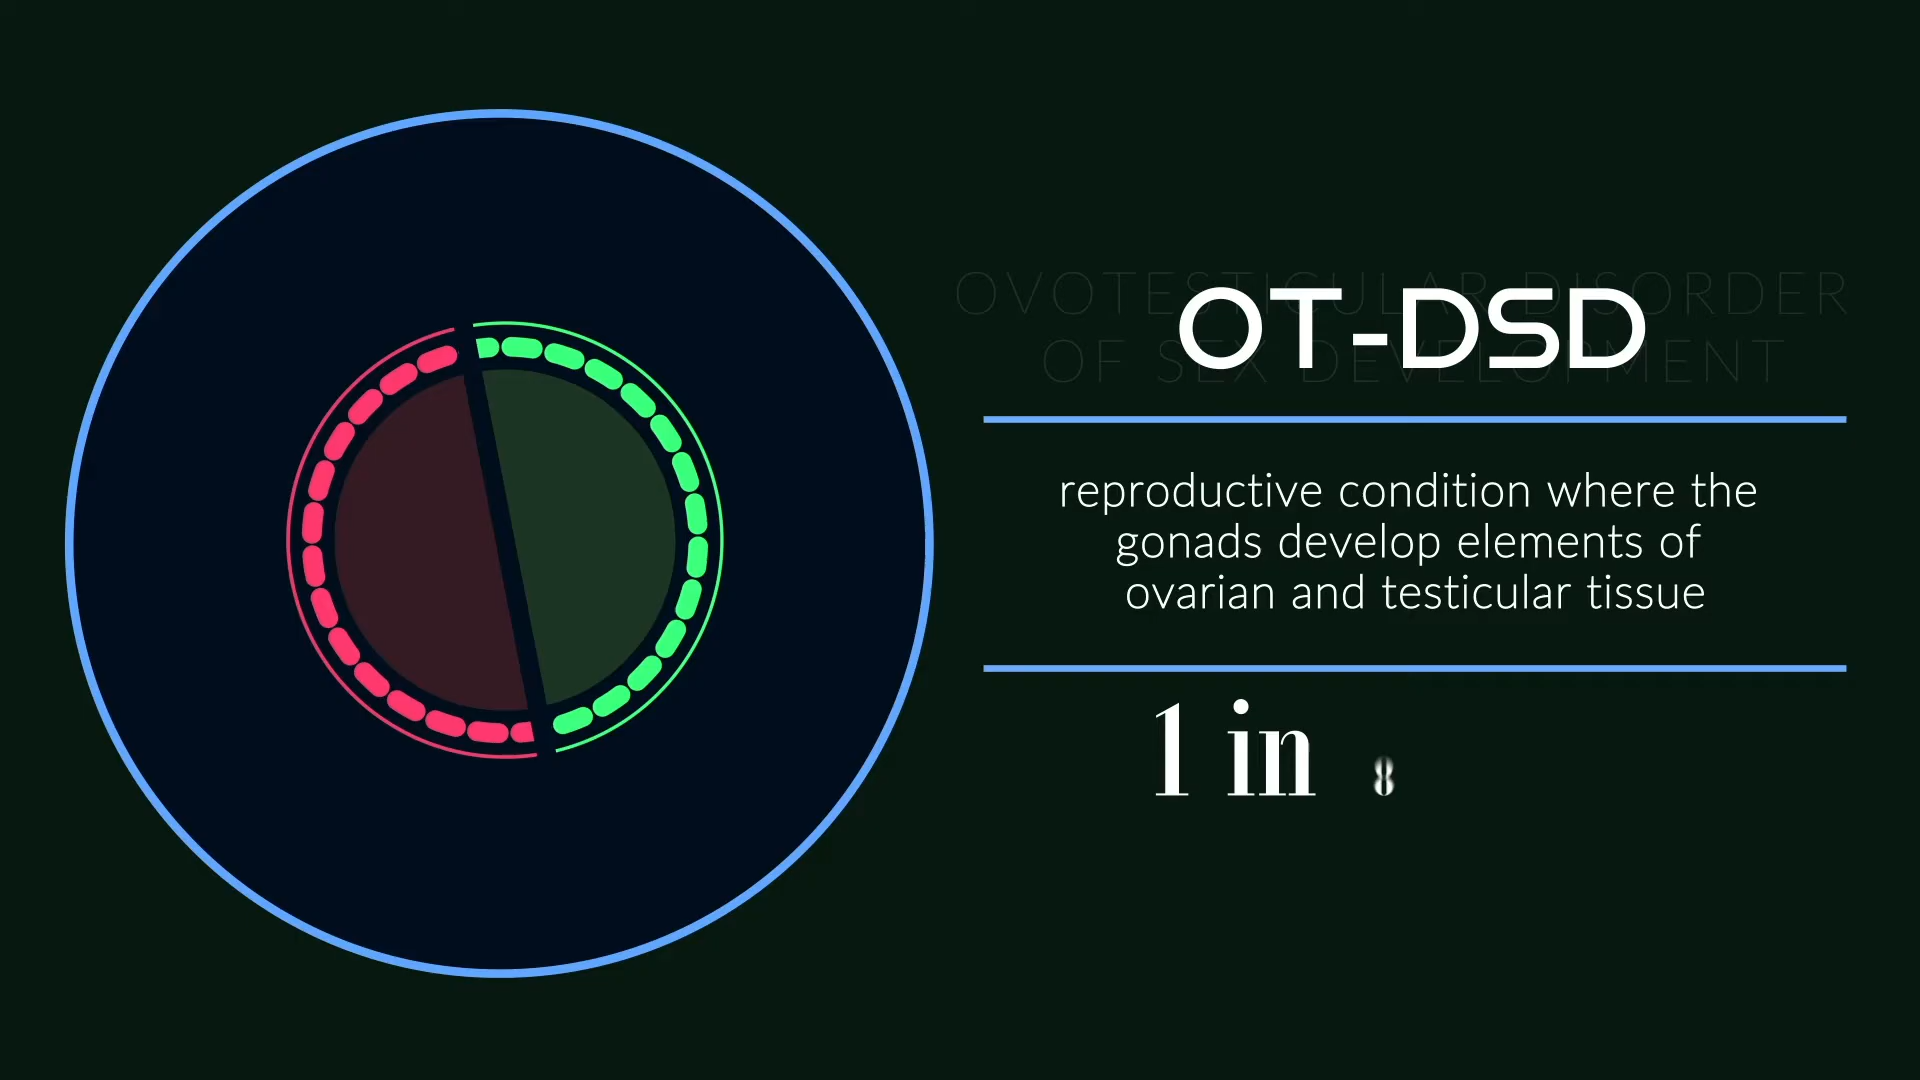 OVOTESTICULAR DISORDER
OF SEX DEVELOPMENT
OT-DSD
reproductive condition where the
gonads develop elements of
ovarian and testicular tissue
1 in 8